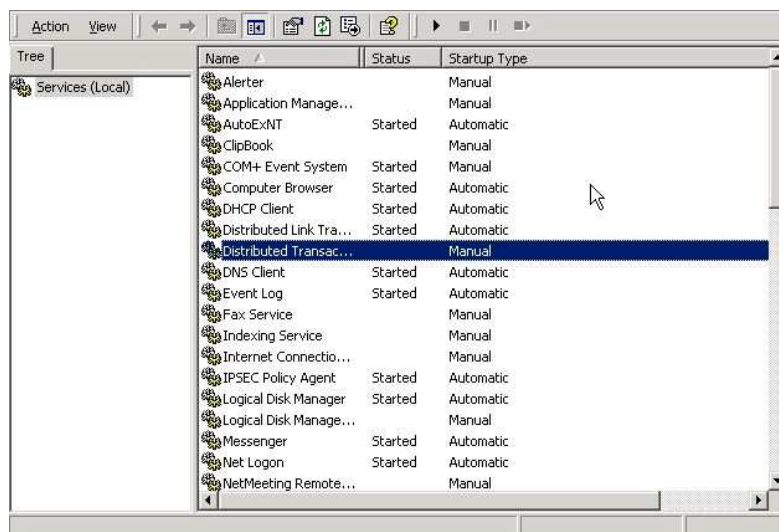 Action View
Tree
Services (Local)
Name Status Startup Type
Alerter Manual
Application Manage... Manual
AutoExNT Started Automatic
ClipBook Manual
COM+ Event System Started Manual
Computer Browser Started Automatic
DHCP Client Started Automatic
Distributed Link Tra... Started Automatic
Distributed Transac... Manual
DNS Client Started Automatic
Event Log Started Automatic
Fax Service Manual
Indexing Service Manual
Internet Connectio... Manual
IPSEC Policy Agent Started Automatic
Logical Disk Manager Started Automatic
Logical Disk Manage... Manual
Messenger Started Automatic
Net Logon Started Automatic
NetMeeting Remote... Manual